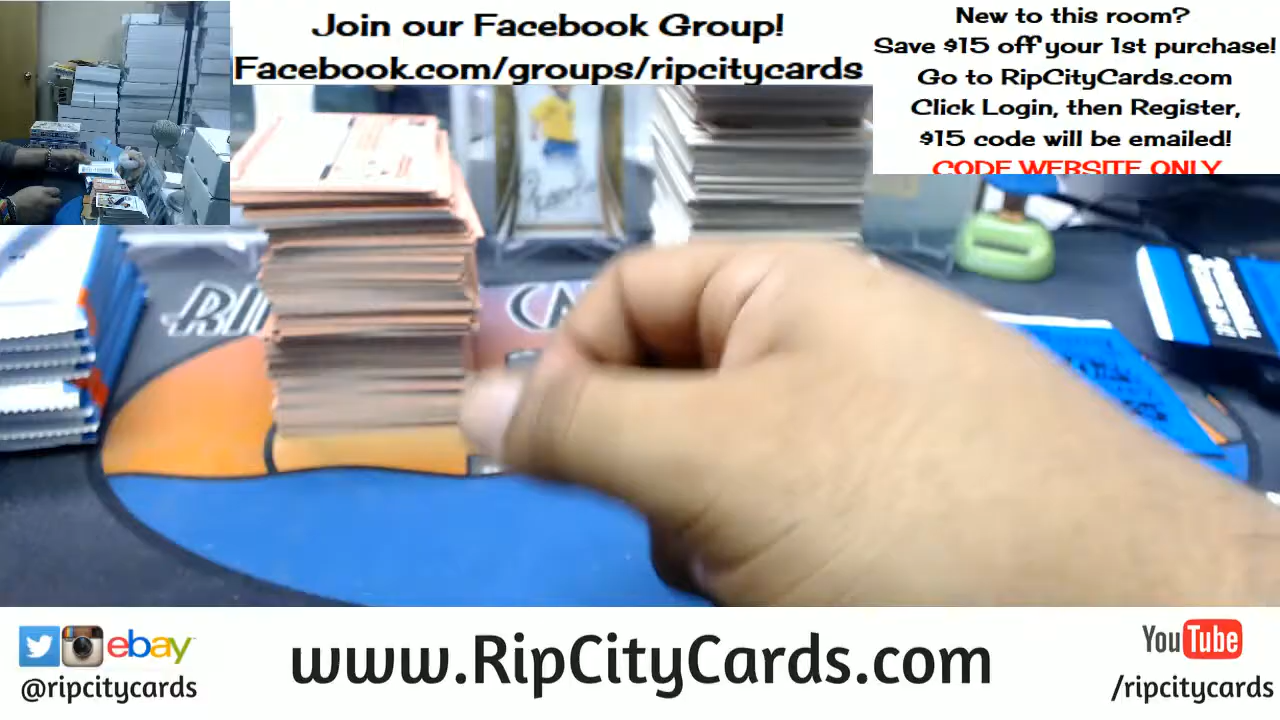 Join our Facebook Group!
Facebook.com/groups/ripcitycards
New to this room?
Save $15 off your 1st purchase!
Go to RipCityCards.com
Click Login, then Register,
$15 code will be emailed!
CODE WEBSITE ONLY
ebay
@ripcitycards
www.RipCityCards.com
YouTube
/ripcitycards